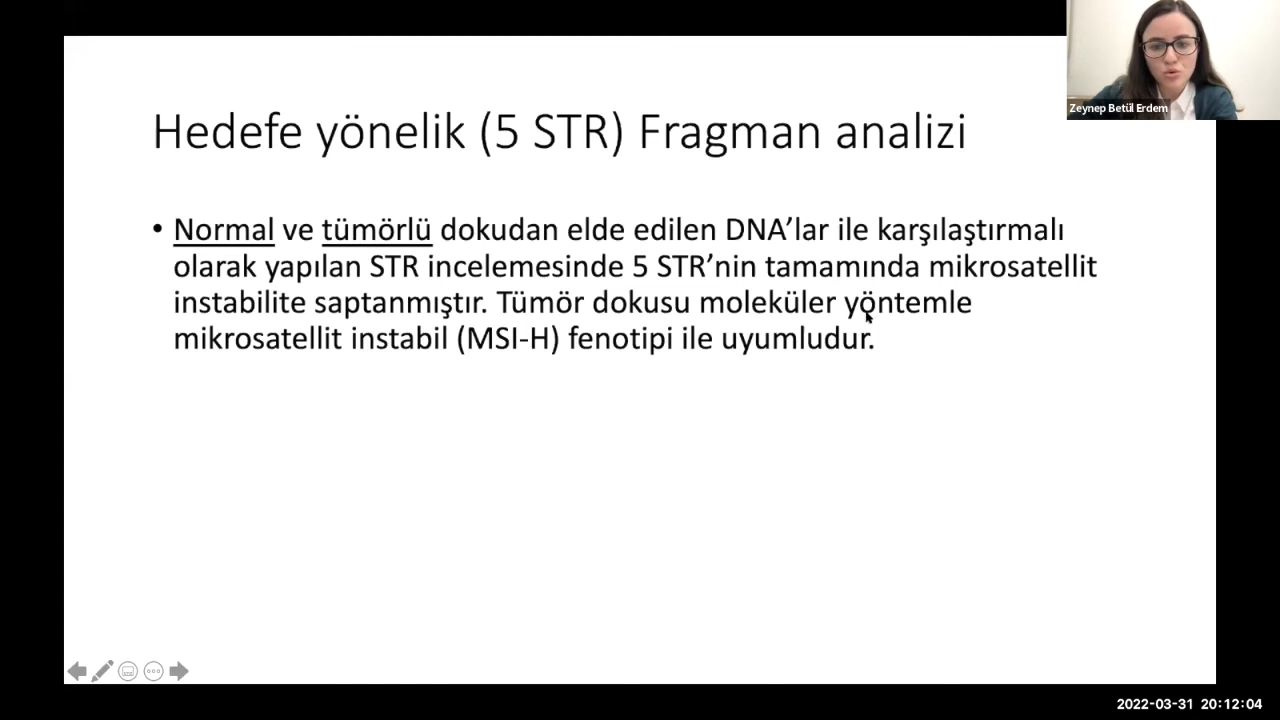 Zeynep Betül Erdem
Hedefe yönelik (5 STR) Fragman analizi
• Normal ve tümörlü dokudan elde edilen DNA’lar ile karşılaştırmalı
olarak yapılan STR incelemesinde 5 STR’nin tamamında mikrosatellit
instabilite saptanmıştır. Tümör dokusu moleküler yöntemle
mikrosatellit instabil (MSI-H) fenotipi ile uyumludur.
2022-03-31 20:12:04